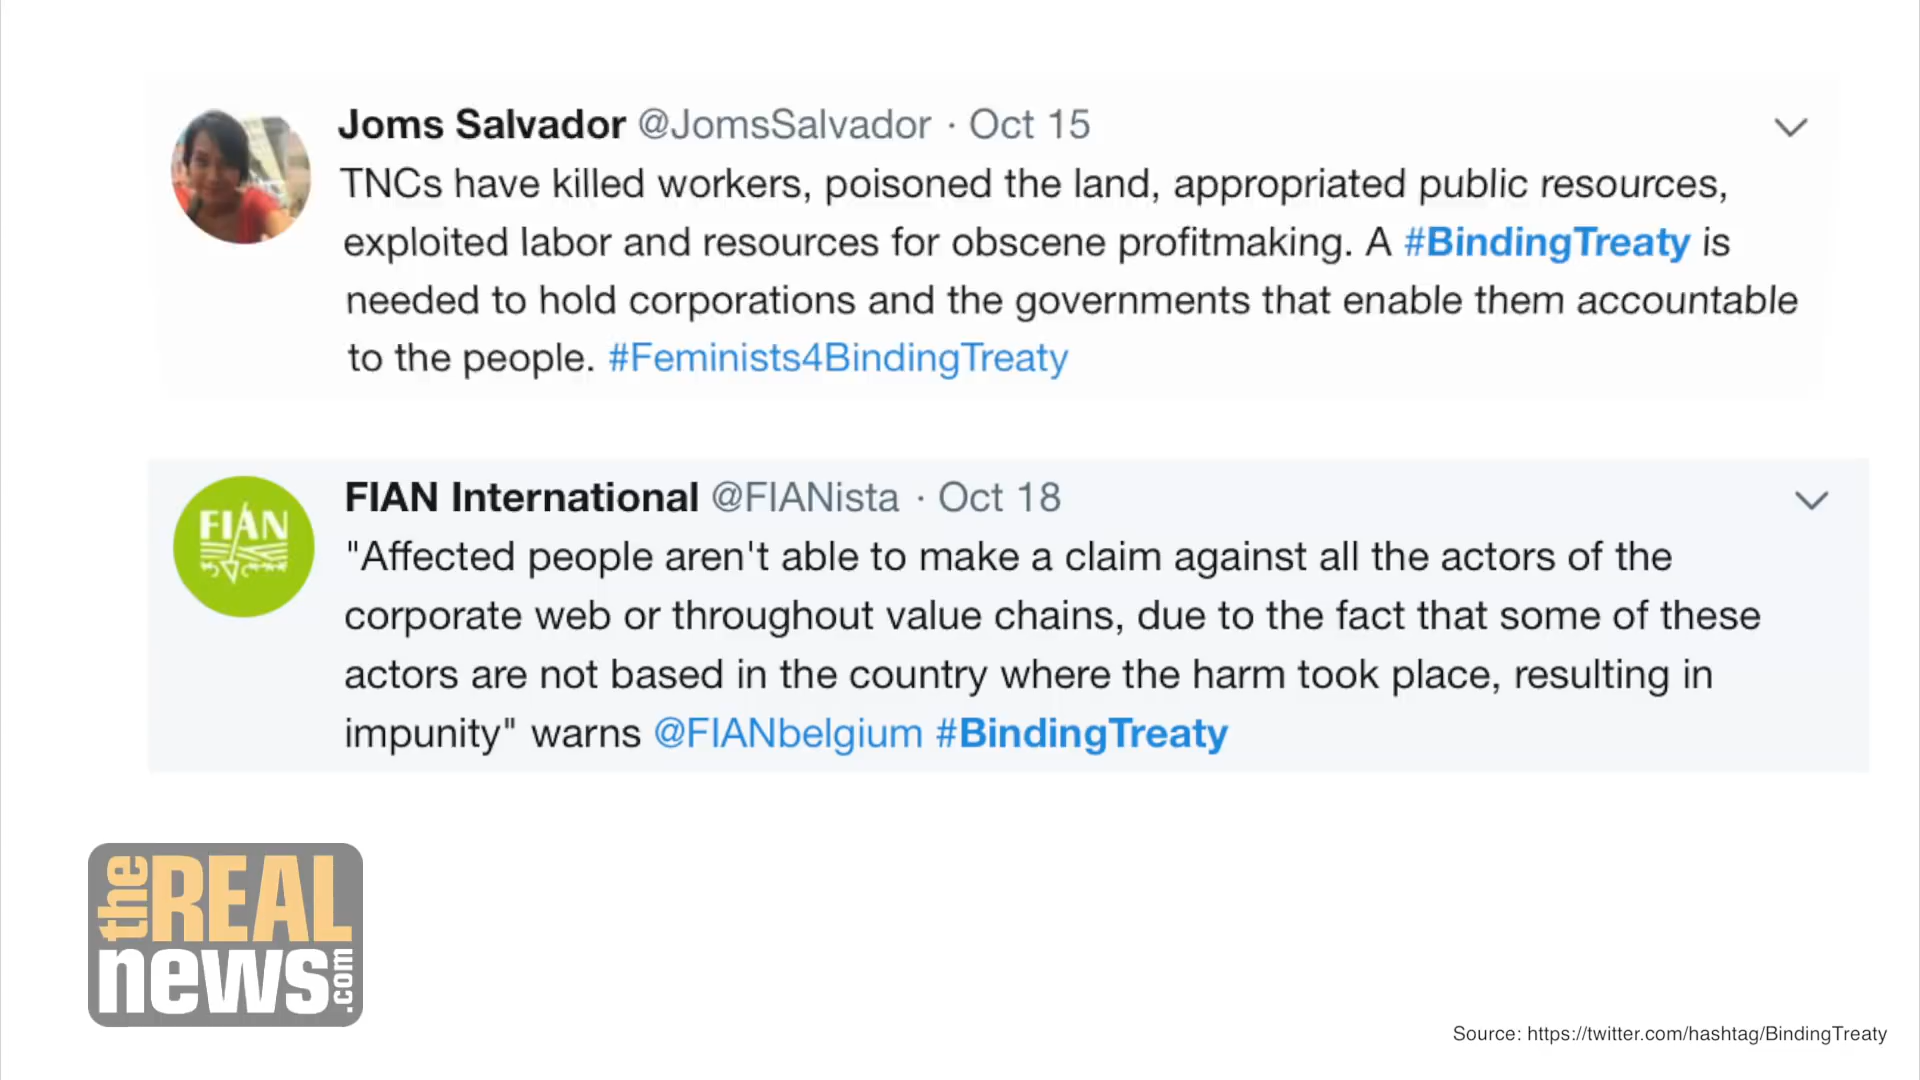 Joms Salvador @JomsSalvador · Oct 15
TNCs have killed workers, poisoned the land, appropriated public resources,
exploited labor and resources for obscene profitmaking. A #BindingTreaty is
needed to hold corporations and the governments that enable them accountable
to the people. #Feminists4BindingTreaty
FIAN
FIAN International @FIANista · Oct 18
"Affected people aren't able to make a claim against all the actors of the
corporate web or throughout value chains, due to the fact that some of these
actors are not based in the country where the harm took place, resulting in
impunity" warns @FIANbelgium #BindingTreaty
the REAL
news.com
Source: https://twitter.com/hashtag/BindingTreaty